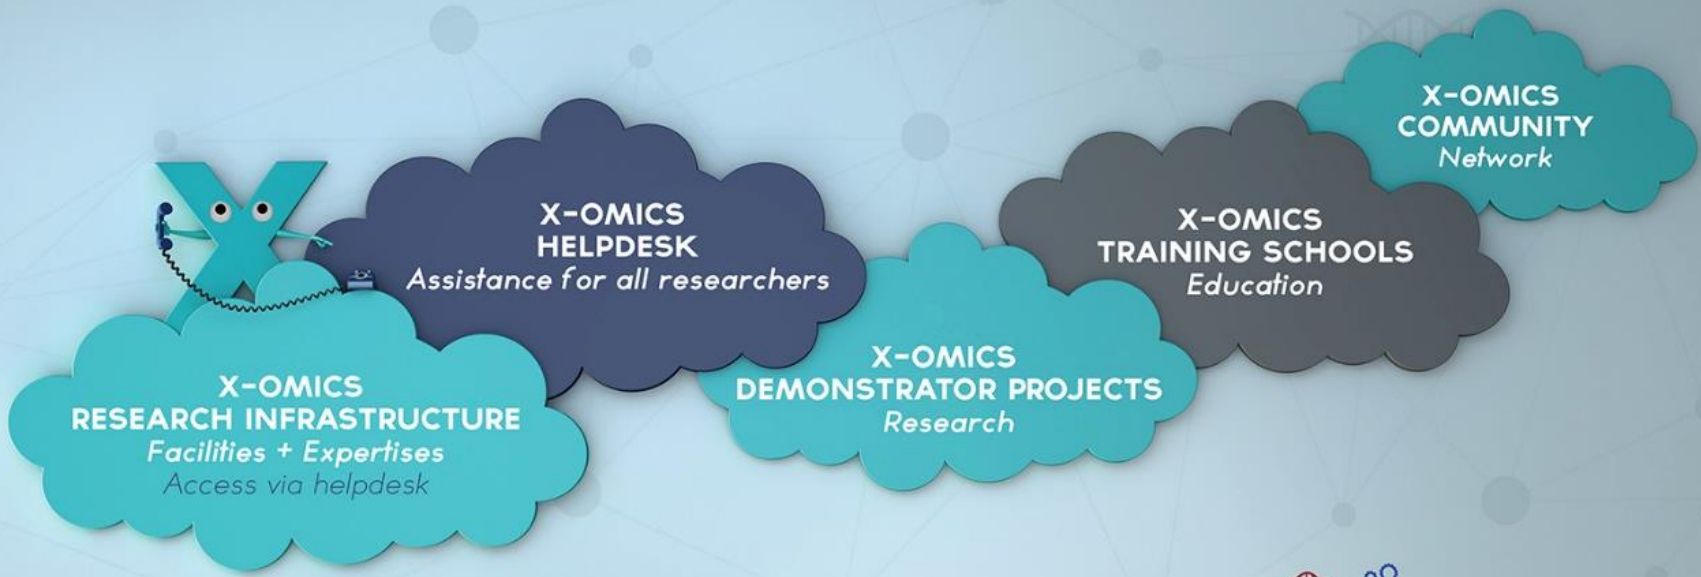 X-OMICS
RESEARCH INFRASTRUCTURE
Facilities + Expertises
Access via helpdesk
X-OMICS
HELPDESK
Assistance for all researchers
X-OMICS
DEMONSTRATOR PROJECTS
Research
X-OMICS
TRAINING SCHOOLS
Education
X-OMICS
COMMUNITY
Network